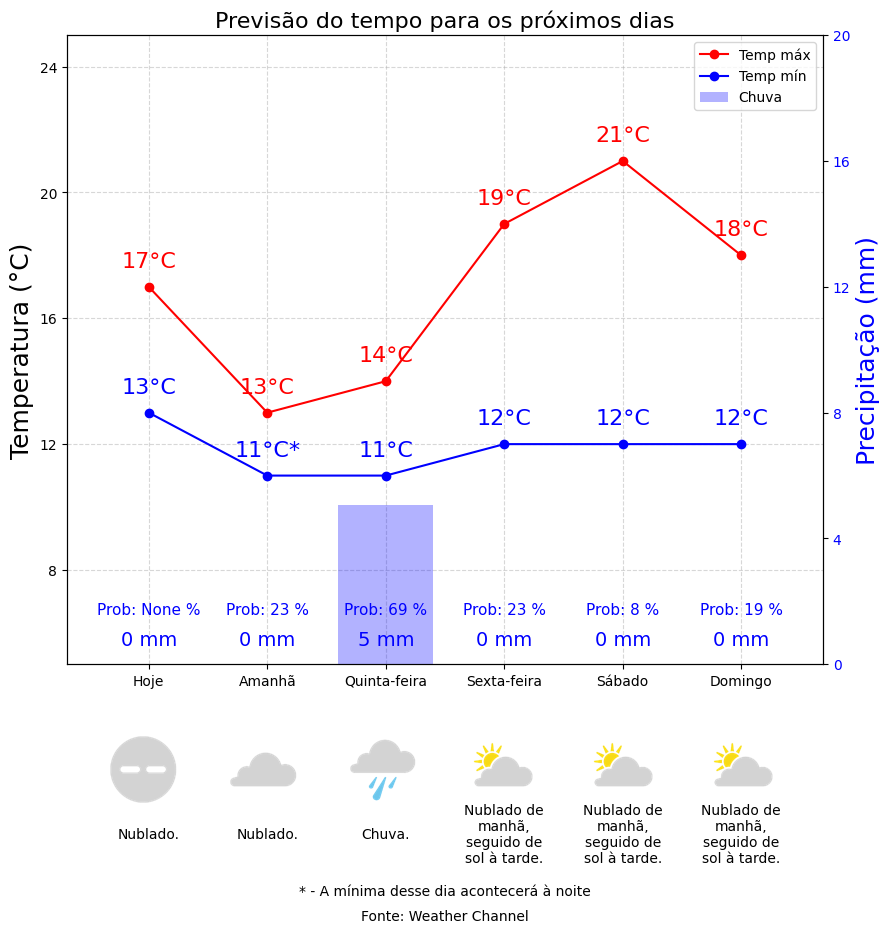 Previsão do tempo para os próximos dias
Temperatura (°C)
Precipitação (mm)
24
20
16
12
8
20
16
12
8
4
0
Temp máx
Temp mín
Chuva
17°C
13°C
14°C
19°C
21°C
18°C
13°C
11°C*
11°C
12°C
12°C
12°C
Prob: None %
Prob: 23 %
Prob: 69 %
Prob: 23 %
Prob: 8 %
Prob: 19 %
0 mm
0 mm
5 mm
0 mm
0 mm
0 mm
Hoje
Amanhã
Quinta-feira
Sexta-feira
Sábado
Domingo
Nublado.
Nublado.
Chuva.
Nublado de
manhã,
seguido de
sol à tarde.
Nublado de
manhã,
seguido de
sol à tarde.
Nublado de
manhã,
seguido de
sol à tarde.
* - A mínima desse dia acontecerá à noite
Fonte: Weather Channel